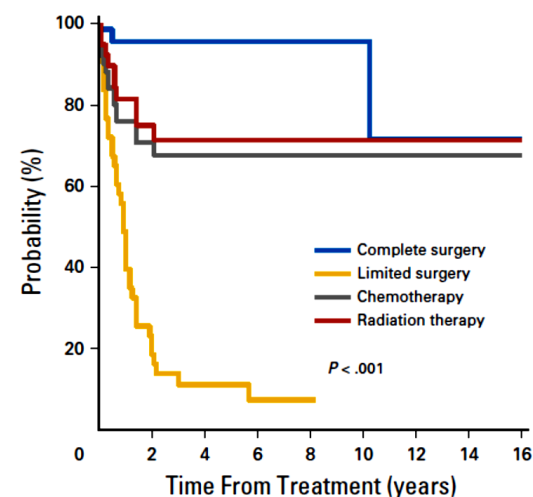 100
80
60
40
20
Probability (%)
Complete surgery
Limited surgery
Chemotherapy
Radiation therapy
P < .001
0 2 4 6 8 10 12 14 16
Time From Treatment (years)